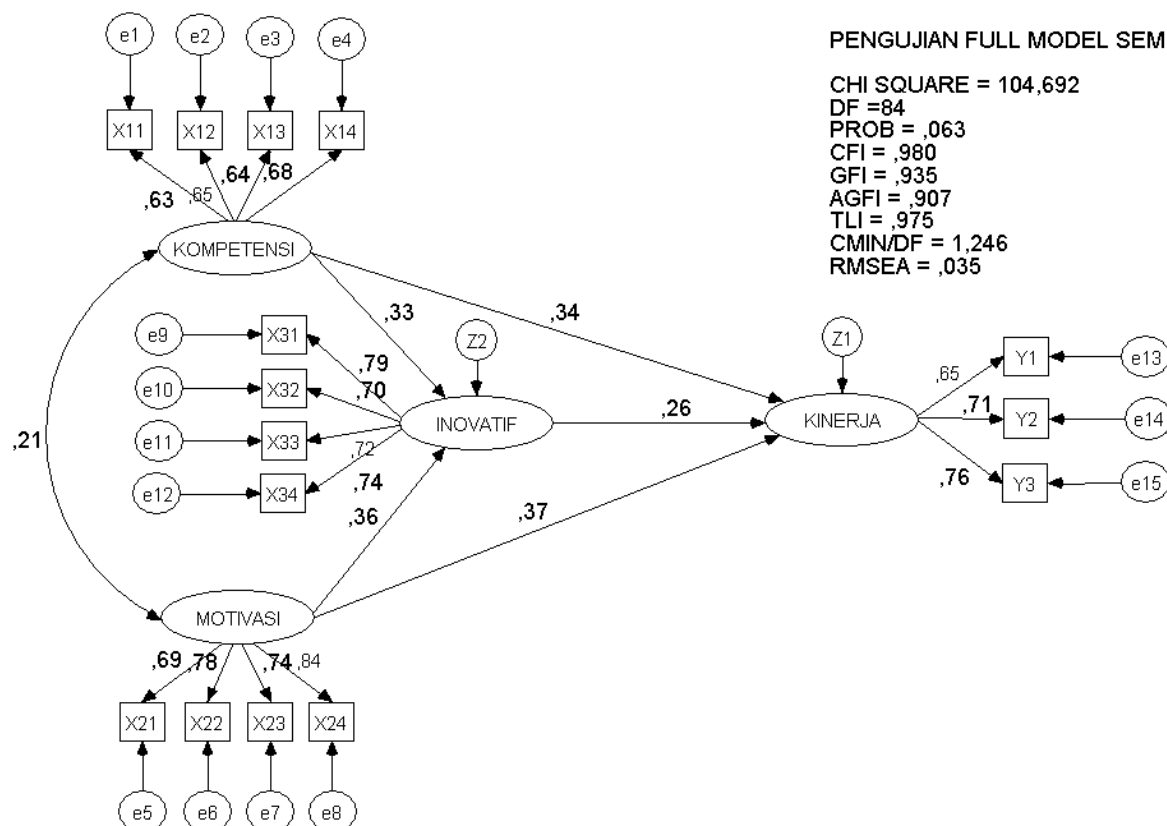 e1 e2 e3 e4
PENGUJIAN FULL MODEL SEM
CHI SQUARE = 104,692
DF =84
PROB = ,063
CFI = ,980
GFI = ,935
AGFI = ,907
TLI = ,975
CMIN/DF = 1,246
RMSEA = ,035
X11 X12 X13 X14
,63 ,65 ,64 ,68
KOMPETENSI
,33 ,34
e9 X31
Z2 Z1
,79
e10 X32
,70
e11 X33
,72
e12 X34
,74
,36
,21
INOVATIF
,26
KINERJA
,37
,65 Y1 e13
,71 Y2 e14
,76 Y3 e15
MOTIVASI
,69 ,78 ,74 ,84
X21 X22 X23 X24
e5 e6 e7 e8